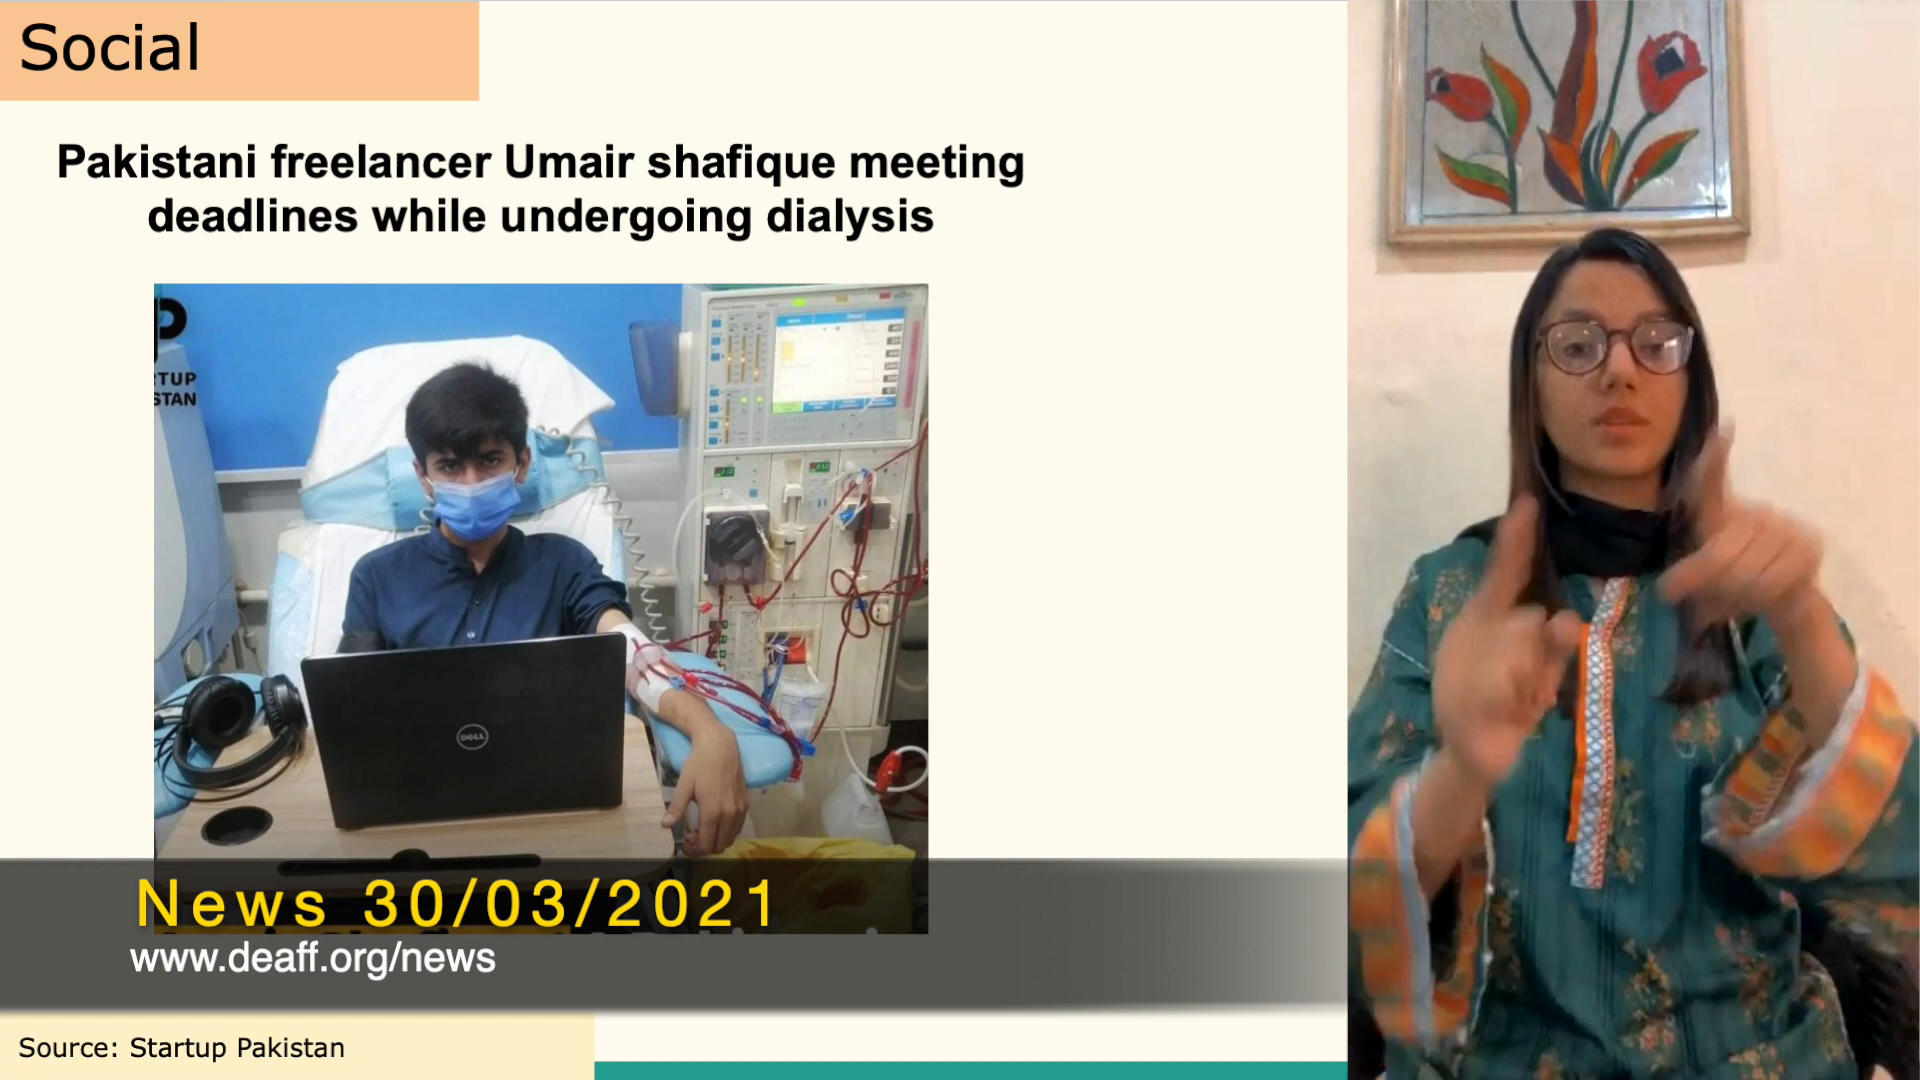 Social
Pakistani freelancer Umair shafique meeting
deadlines while undergoing dialysis
TUP
STAN
DELL
News 30/03/2021
www.deaff.org/news
Source: Startup Pakistan